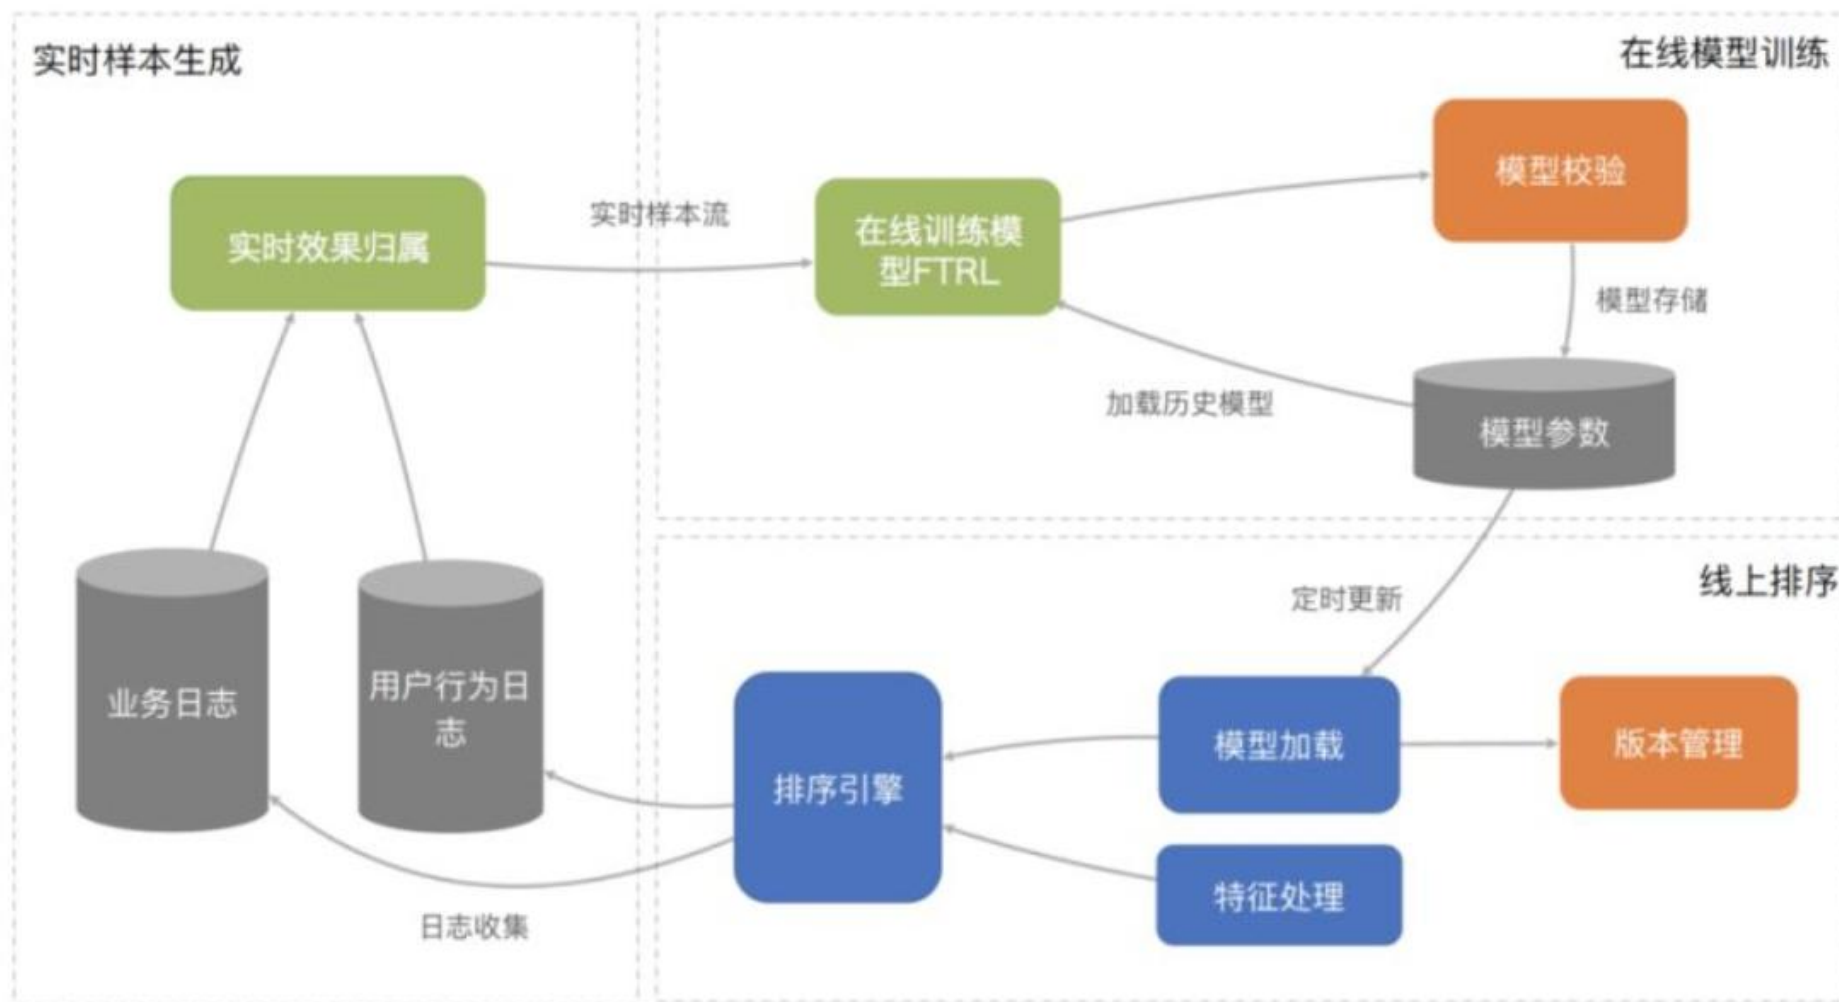 实时样本生成
在线模型训练
模型校验
实时效果归属
实时样本流
在线训练模
型FTRL
模型存储
加载历史模型
模型参数
线上排序
定时更新
业务日志
用户行为日
志
排序引擎
模型加载
版本管理
特征处理
日志收集